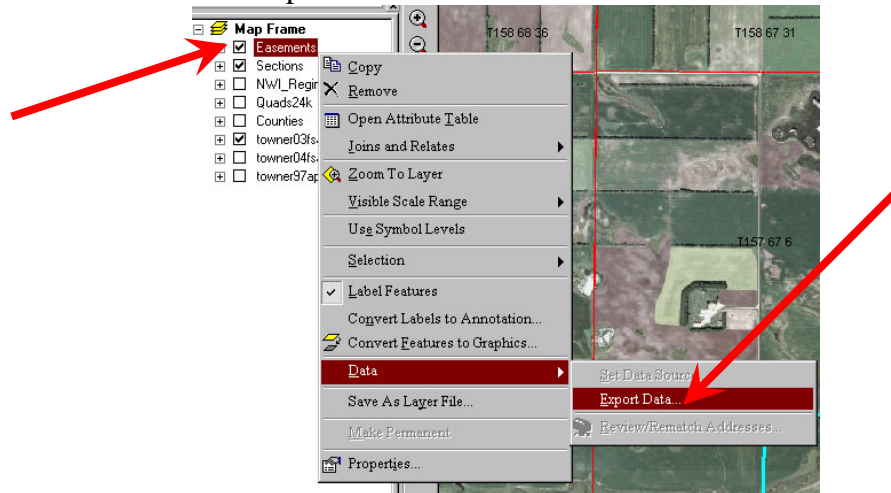 Map Frame
Easements
Sections
NWI_Regi
Quads24k
Counties
towner03fs
towner04fs
towner97ap
Copy
Remove
Open Attribute Table
Joins and Relates
Zoom To Layer
Visible Scale Range
Use Symbol Levels
Selection
Label Features
Convert Labels to Annotation...
Convert Features to Graphics...
Data
Save As Layer File...
Make Permanent
Properties...
Set Data Source
Export Data...
Review/Rematch Addresses...
T158 68 36
T158 67 31
T157 67 6